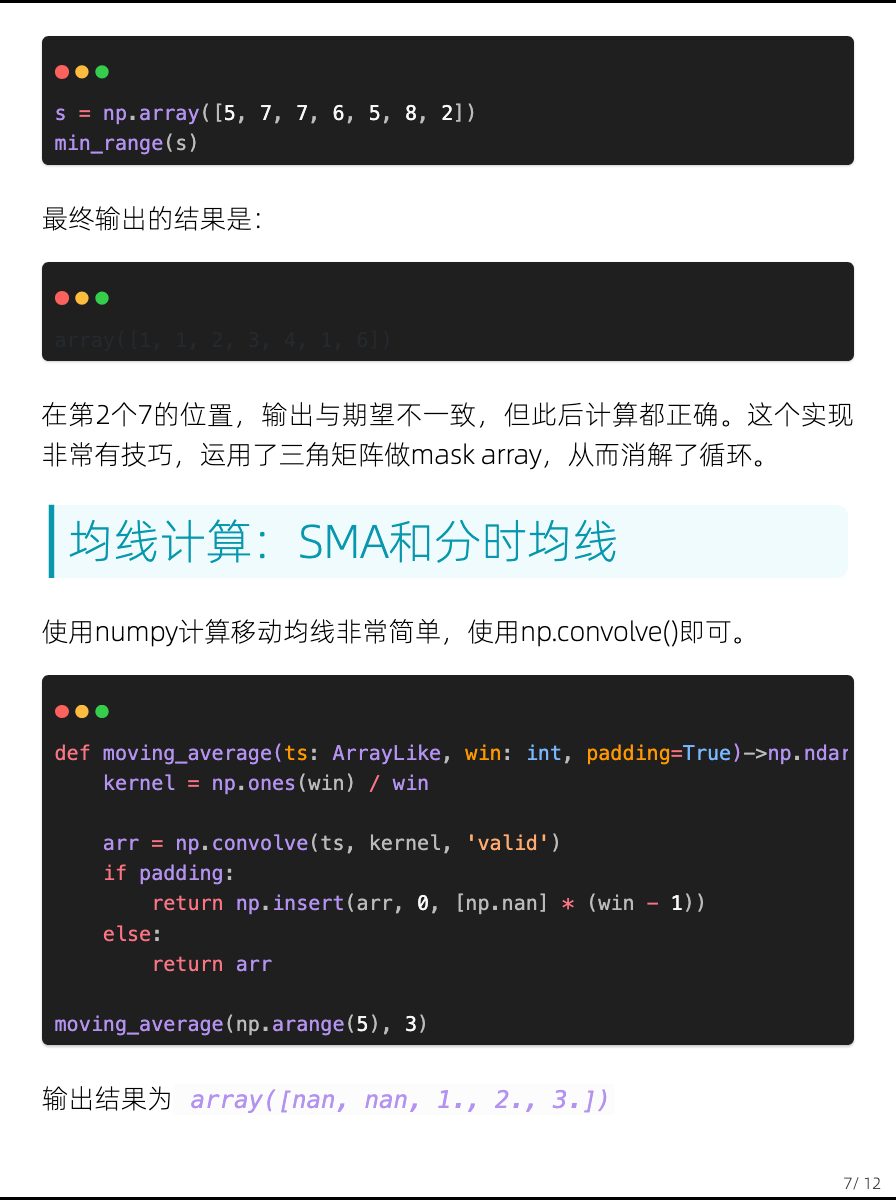 s = np.array([5, 7, 7, 6, 5, 8, 2])
min_range(s)
最终输出的结果是：
array([1, 1, 2, 3, 4, 1, 6])
在第2个7的位置，输出与期望不一致，但此后计算都正确。这个实现
非常有技巧，运用了三角矩阵做mask array，从而消解了循环。
均线计算：SMA和分时均线
使用numpy计算移动均线非常简单，使用np.convolve()即可。
def moving_average(ts: ArrayLike, win: int, padding=True)->np.ndar
    kernel = np.ones(win) / win
    arr = np.convolve(ts, kernel, 'valid')
    if padding:
        return np.insert(arr, 0, [np.nan] * (win - 1))
    else:
        return arr
moving_average(np.arange(5), 3)
输出结果为 array([nan, nan, 1., 2., 3.])
7/ 12